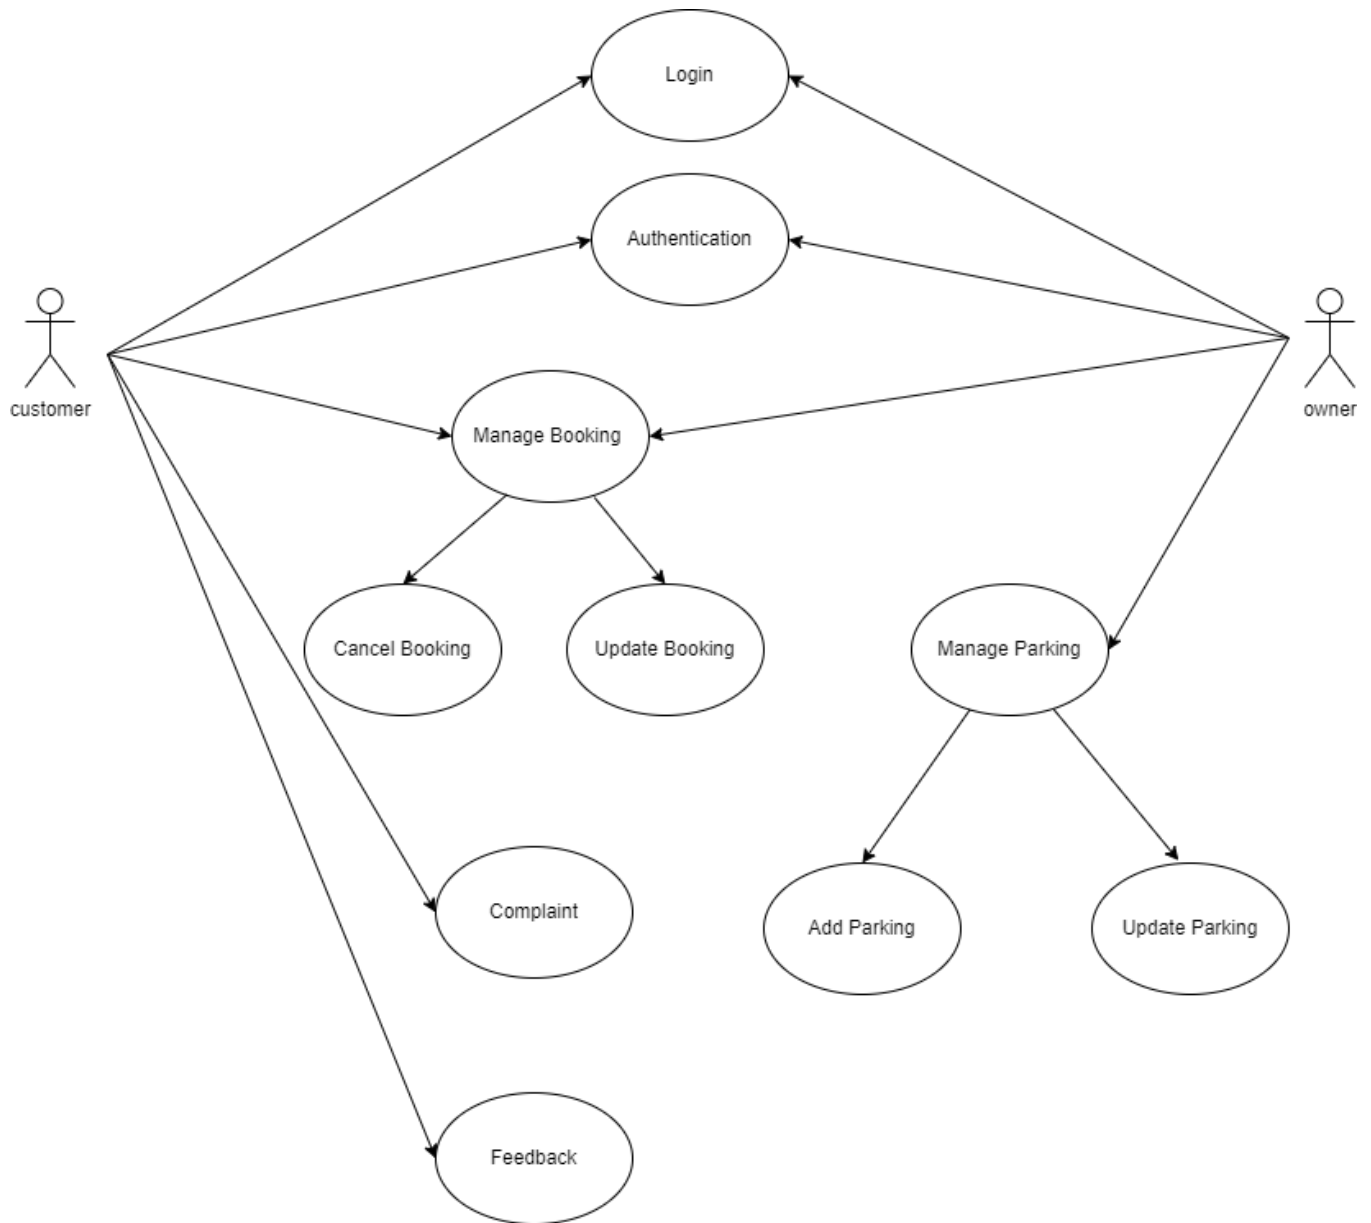 Login
Authentication
customer
owner
Manage Booking
Cancel Booking
Update Booking
Manage Parking
Complaint
Add Parking
Update Parking
Feedback